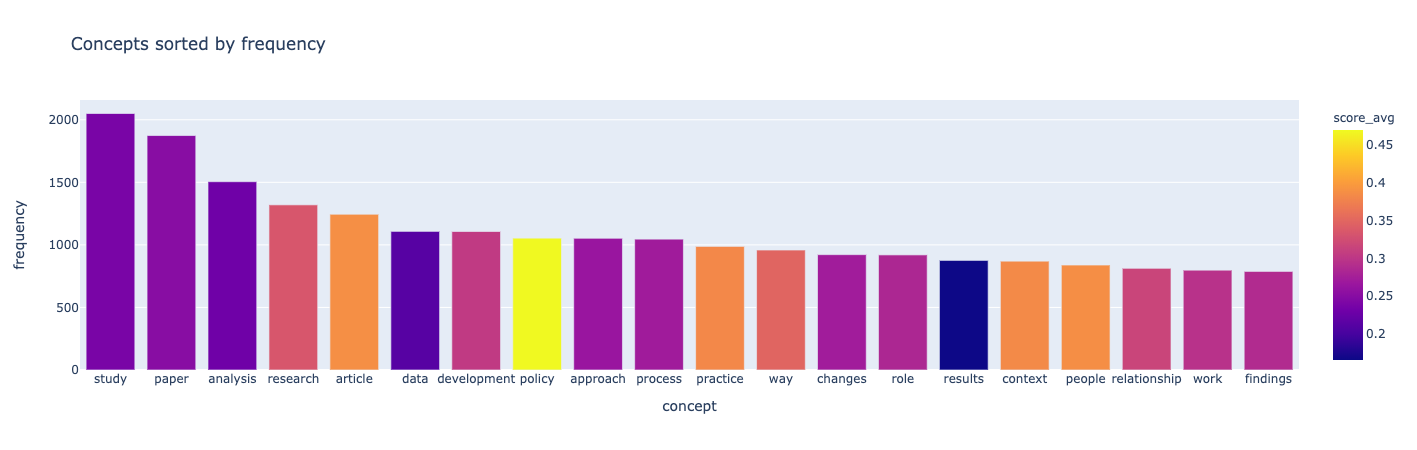 Concepts sorted by frequency
score_avg
2000
1500
1000
500
0
0.45
0.4
0.35
0.3
0.25
0.2
frequency
study paper analysis research article data development policy approach process practice way changes role results context people relationship work findings
concept